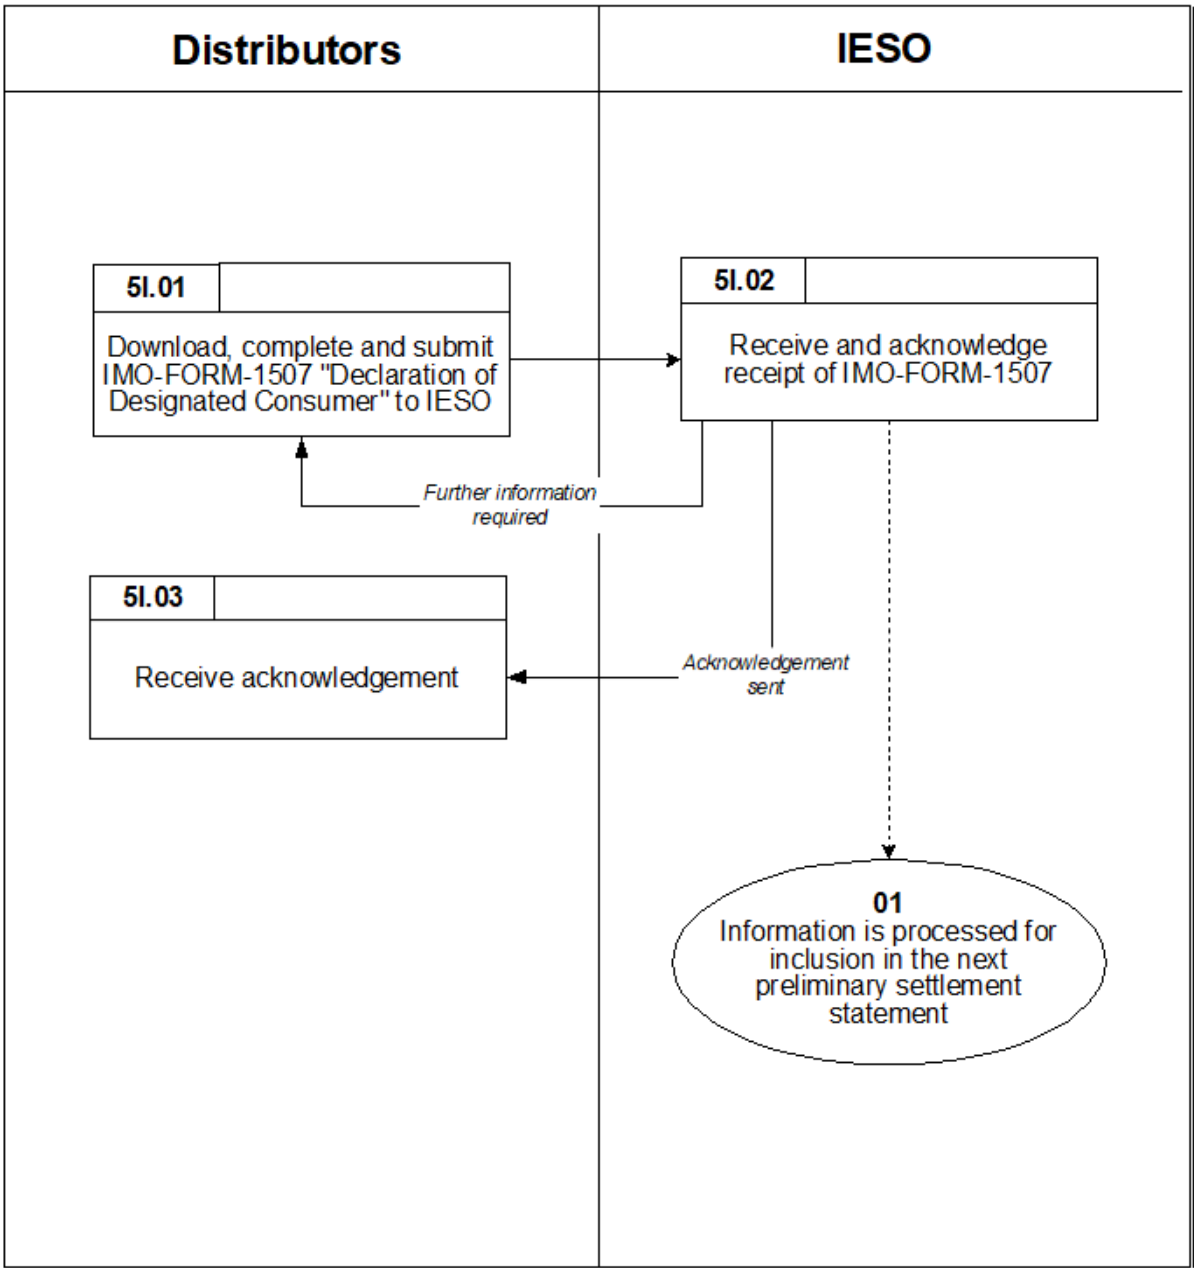 Distributors
IESO
5I.01
Download, complete and submit
IMO-FORM-1507 "Declaration of
Designated Consumer" to IESO
5I.02
Receive and acknowledge
receipt of IMO-FORM-1507
Further information
required
5I.03
Receive acknowledgement
Acknowledgement
sent
01
Information is processed for
inclusion in the next
preliminary settlement
statement